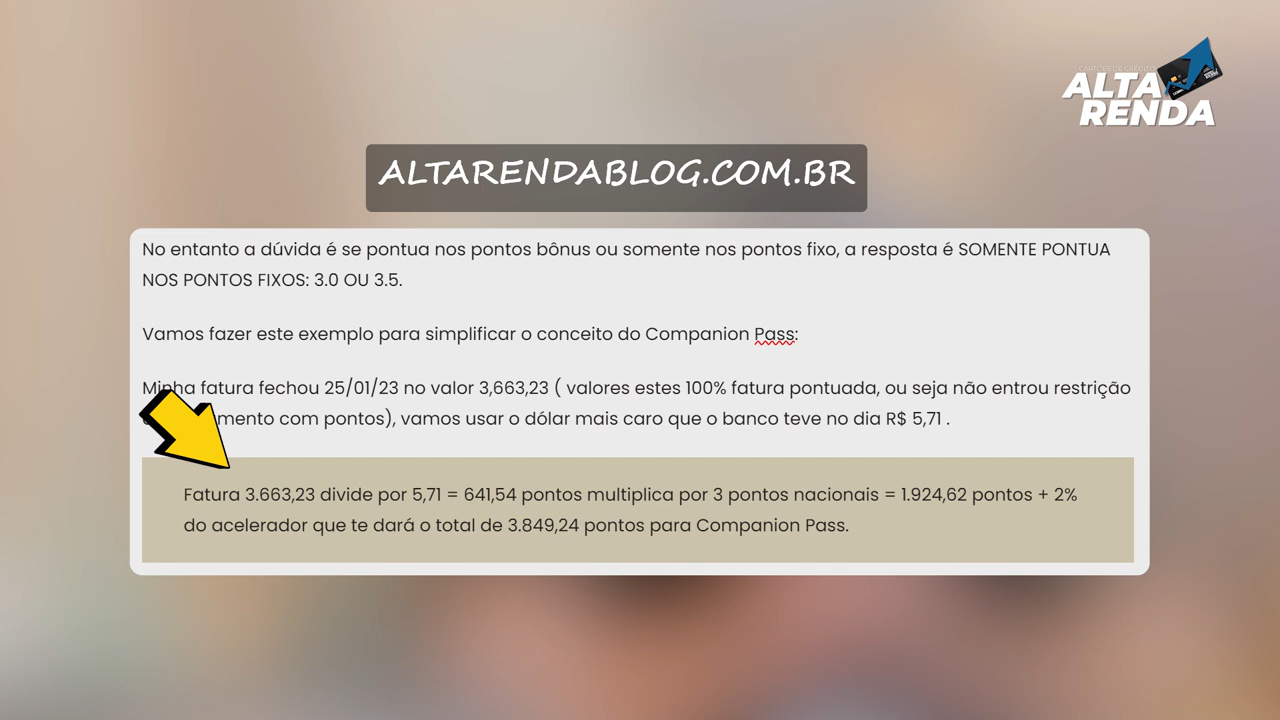 ALTA
RENDA
ALTARENDABLOG.COM.BR
No entanto a dúvida é se pontua nos pontos bônus ou somente nos pontos fixo, a resposta é SOMENTE PONTUA
NOS PONTOS FIXOS: 3.0 OU 3.5.
Vamos fazer este exemplo para simplificar o conceito do Companion Pass:
Minha fatura fechou 25/01/23 no valor 3,663,23 ( valores estes 100% fatura pontuada, ou seja não entrou restrição
mento com pontos), vamos usar o dólar mais caro que o banco teve no dia R$ 5,71 .
Fatura 3.663,23 divide por 5,71 = 641,54 pontos multiplica por 3 pontos nacionais = 1.924,62 pontos + 2%
do acelerador que te dará o total de 3.849,24 pontos para Companion Pass.